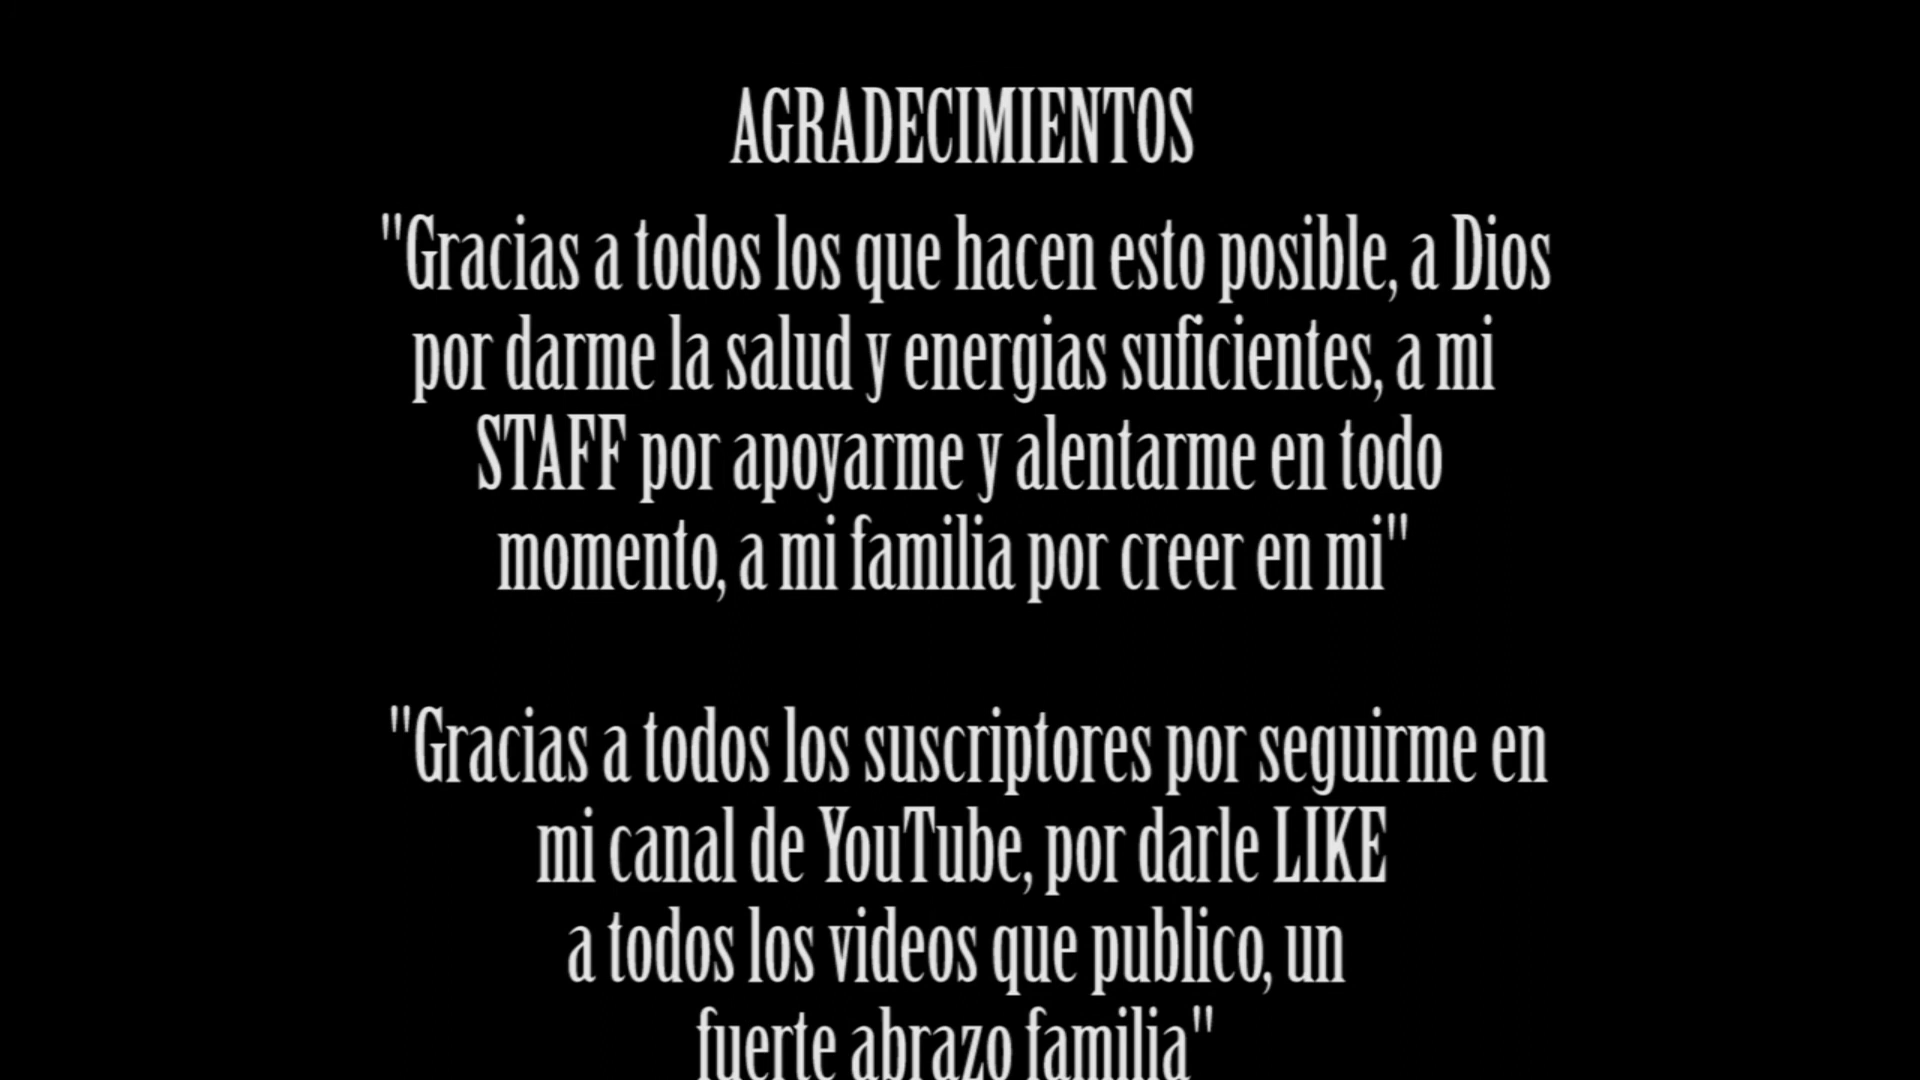 AGRADECIMIENTOS
"Gracias a todos los que hacen esto posible, a Dios
por darme la salud y energias suficientes, a mi
STAFF por apoyarme y alentarme en todo
momento, a mi familia por creer en mi"
"Gracias a todos los suscriptores por seguirme en
mi canal de YouTube, por darle LIKE
a todos los videos que publico, un
fuerte abrazo familia"